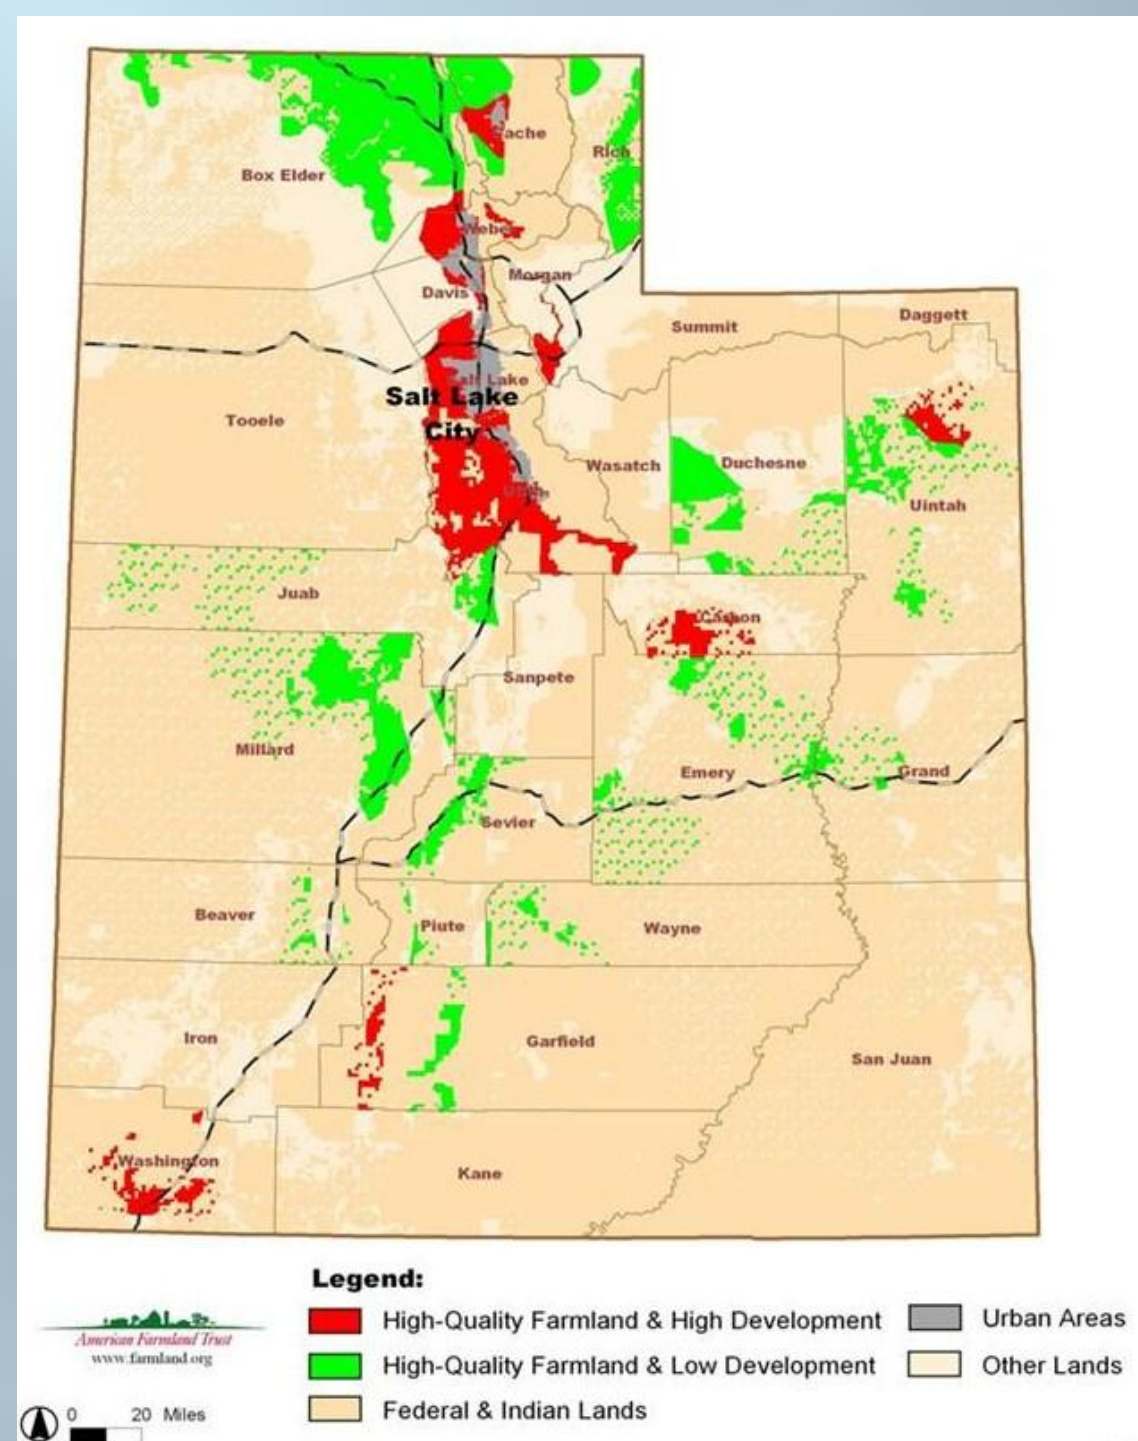 Cache
Rich
Box Elder
Weber
Morgan
Davis
Daggett
Summit
Salt Lake
Salt Lake
City
Tooele
Wasatch
Duchesne
Utah
Uintah
Juab
Carbon
Sanpete
Millard
Emery
Grand
Sevier
Beaver
Piute
Wayne
Iron
Garfield
San Juan
Washington
Kane
Legend:
High-Quality Farmland & High Development
Urban Areas
High-Quality Farmland & Low Development
Other Lands
Federal & Indian Lands
American Farmland Trust
www.farmland.org
0 20 Miles